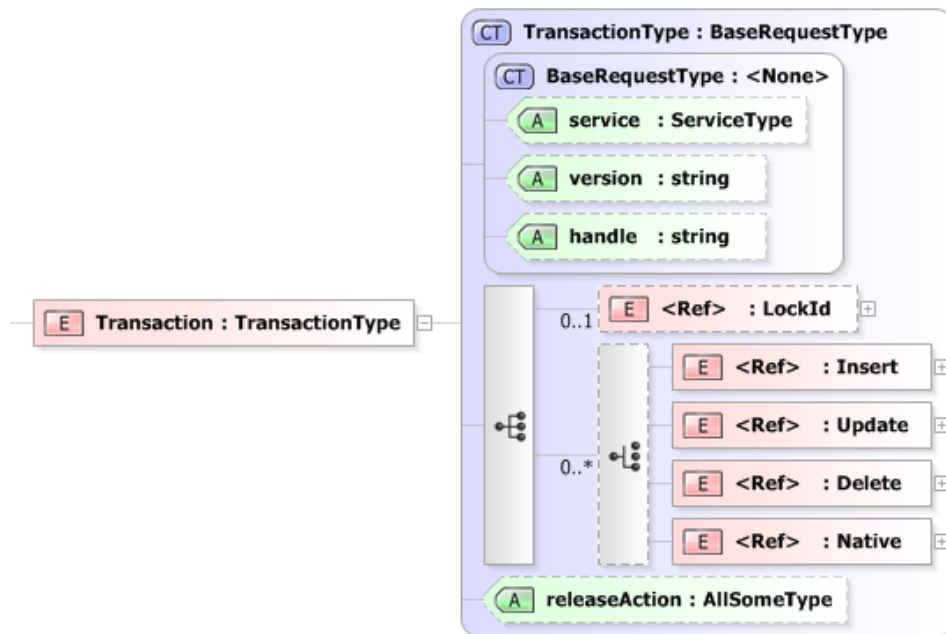 CT TransactionType : BaseRequestType
CT BaseRequestType : <None>
A service : ServiceType
A version : string
A handle : string
E Transaction : TransactionType
0..1
E <Ref> : LockId
0..*
E <Ref> : Insert
E <Ref> : Update
E <Ref> : Delete
E <Ref> : Native
A releaseAction : AllSomeType